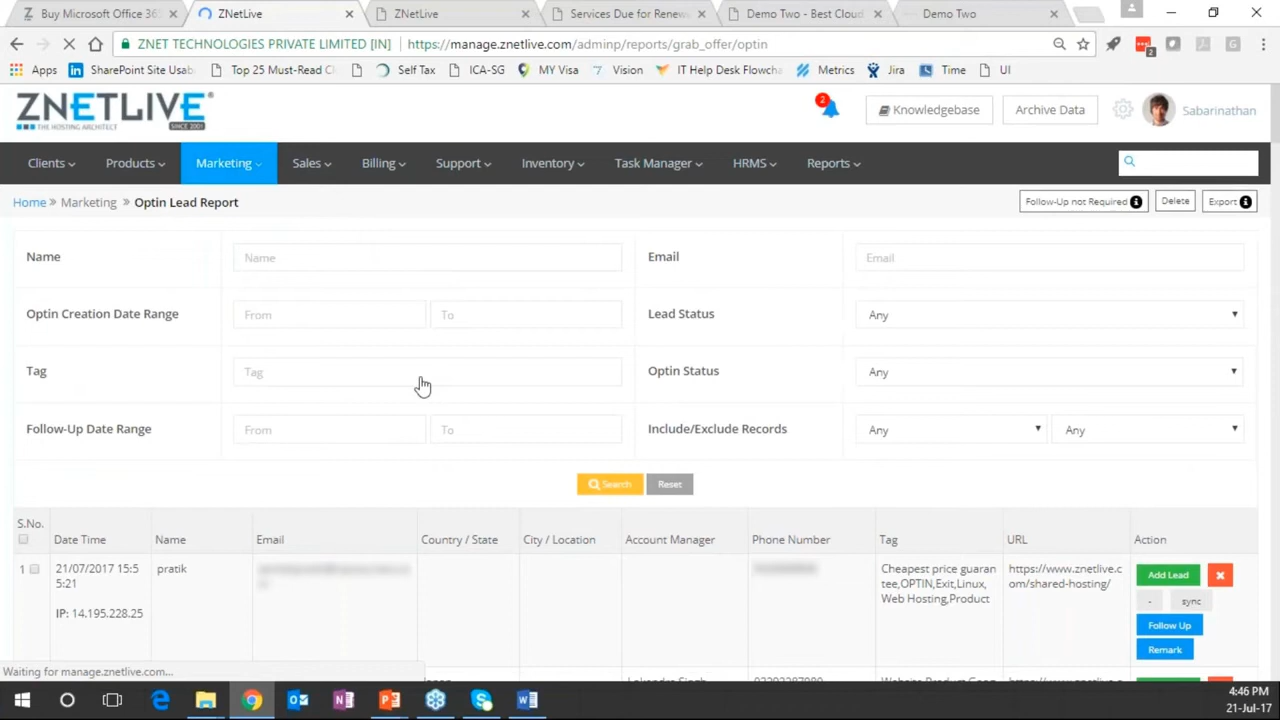 Buy Microsoft Office 36
ZNetLive
ZNetLive
Services Due for Renew
Demo Two - Best Cloud
Demo Two
ZNET TECHNOLOGIES PRIVATE LIMITED [IN]
https://manage.znetlive.com/adminp/reports/grab_offer/optin
2
Apps
SharePoint Site Usab
Top 25 Must-Read C
Self Tax
ICA-SG
MY Visa
Vision
IT Help Desk Flowcha
Metrics
Jira
Time
UI
ZNETLIVE
THE HOSTING ARCHITECT
SINCE 2001
2
Knowledgebase
Archive Data
Sabarinathan
Clients
Products
Marketing
Sales
Billing
Support
Inventory
Task Manager
HRMS
Reports
Home » Marketing » Optin Lead Report
Follow-Up not Required
Delete
Export
Name
Name
Email
Email
Optin Creation Date Range
From
To
Lead Status
Any
Tag
Tag
Optin Status
Any
Follow-Up Date Range
From
To
Include/Exclude Records
Any
Any
Search
Reset
S.No.
Date Time
Name
Email
Country / State
City / Location
Account Manager
Phone Number
Tag
URL
Action
1
21/07/2017 15:5
5:21
IP: 14.195.228.25
pratik
Cheapest price guaran
tee,OPTIN,Exit,Linux,
Web Hosting,Product
https://www.znetlive.c
om/shared-hosting/
Add Lead
-
sync
Follow Up
Remark
Waiting for manage.znetlive.com...
4:46 PM
21-Jul-17